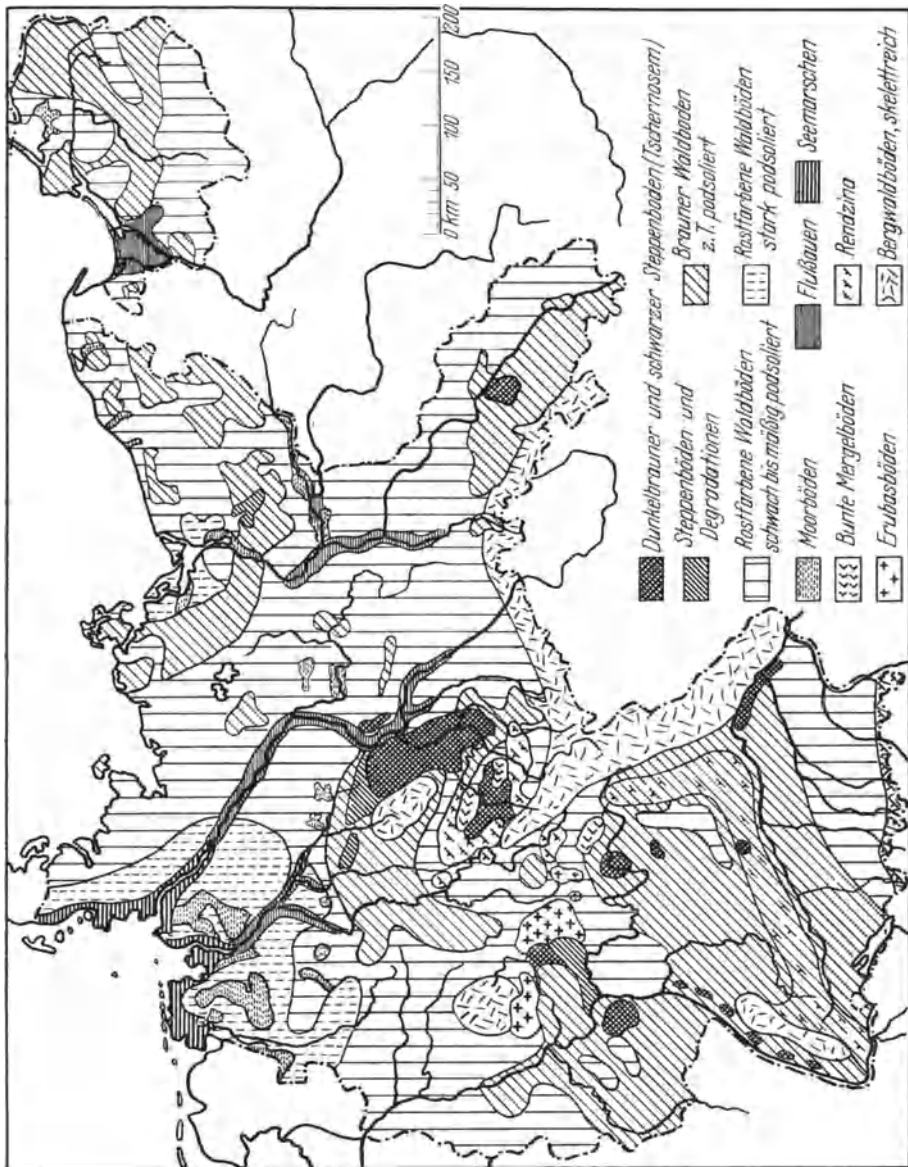 0 km 50 100 150 200
Dunkelbrauner und schwarzer Steppenboden (Tschernosem)
Steppenböden und Brauner Waldboden
Degradationen z.T. podsoliert
Rostfarbene Waldböden Rostfarbene Waldböden
schwach bis mäßig podsoliert stark podsoliert
Moorböden Flußauen Seemarschen
Bunte Mergelböden Rendzina
Erubasböden Bergwaldböden, skelettreich